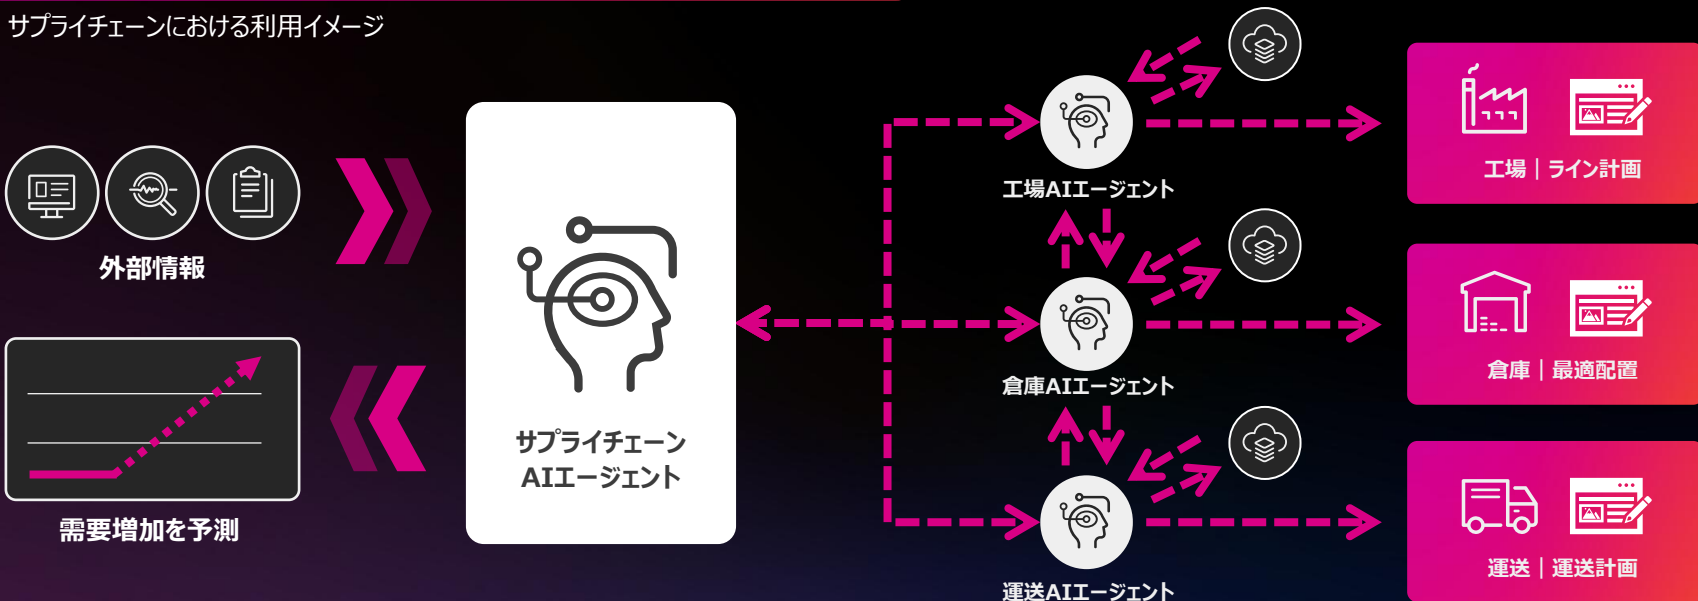 サプライチェーンにおける利用イメージ
外部情報
需要増加を予測
サプライチェーン
AIエージェント
工場AIエージェント
倉庫AIエージェント
運送AIエージェント
工場｜ライン計画
倉庫｜最適配置
運送｜運送計画